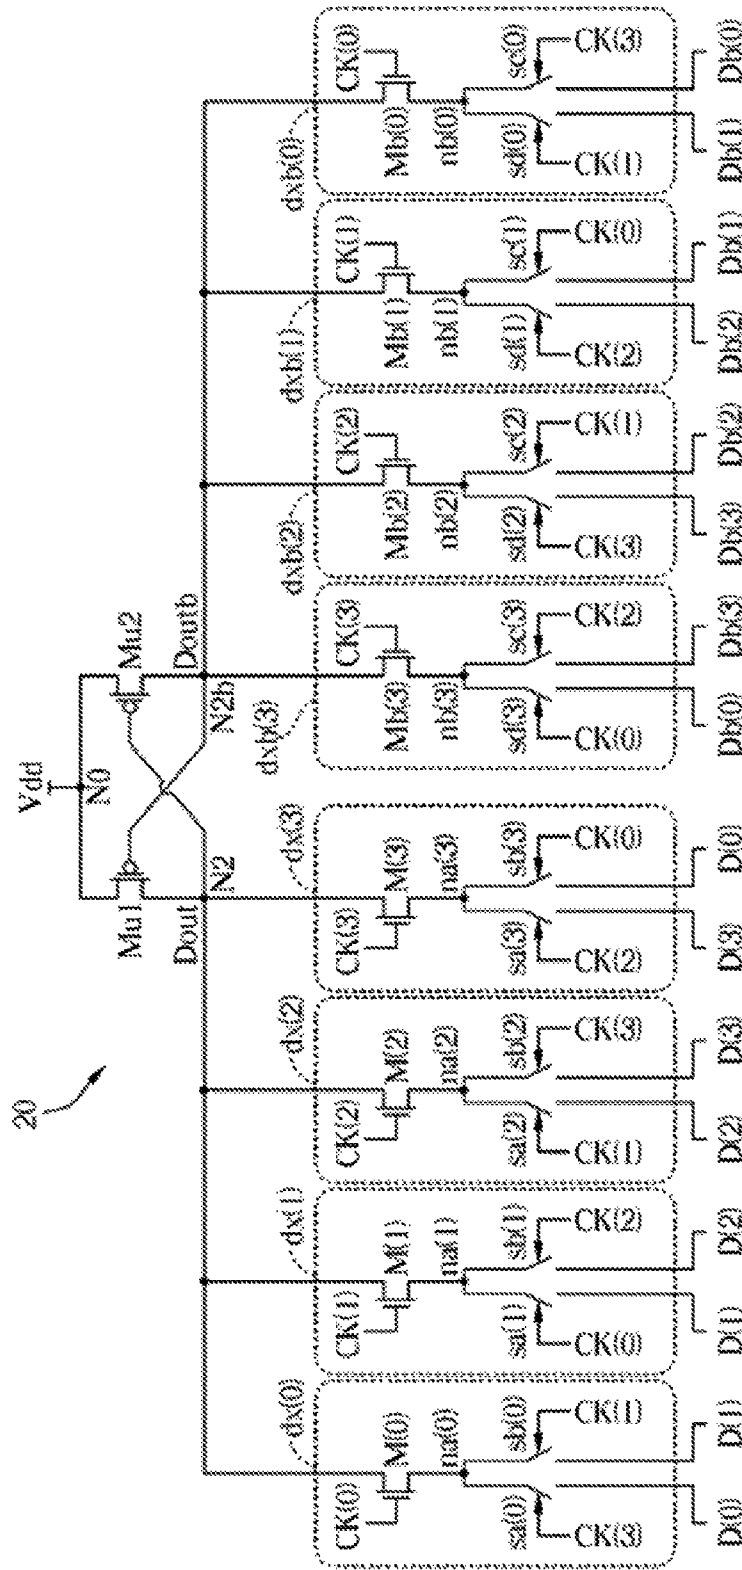 20
Vdd
N0
Mu1
Mu2
Dout
N2
N2b
Doutb
dx(0)
dx(1)
dx(2)
dx(3)
dxb(3)
dxb(2)
dxb(1)
dxb(0)
CK(0) M(0)
CK(1) M(1)
CK(2) M(2)
CK(3) M(3)
Mb(3) CK(3)
Mb(2) CK(2)
Mb(1) CK(1)
Mb(0) CK(0)
na(0)
na(1)
na(2)
na(3)
nb(3)
nb(2)
nb(1)
nb(0)
sa(0) sb(0)
sa(1) sb(1)
sa(2) sb(2)
sa(3) sb(3)
sd(3) sc(3)
sd(2) sc(2)
sd(1) sc(1)
sd(0) sc(0)
CK(3) CK(1)
CK(0) CK(2)
CK(1) CK(3)
CK(2) CK(0)
CK(0) CK(2)
CK(3) CK(1)
CK(2) CK(0)
CK(1) CK(3)
D(0) D(1)
D(1) D(2)
D(2) D(3)
D(3) D(0)
Db(0) Db(3)
Db(3) Db(2)
Db(2) Db(1)
Db(1) Db(0)